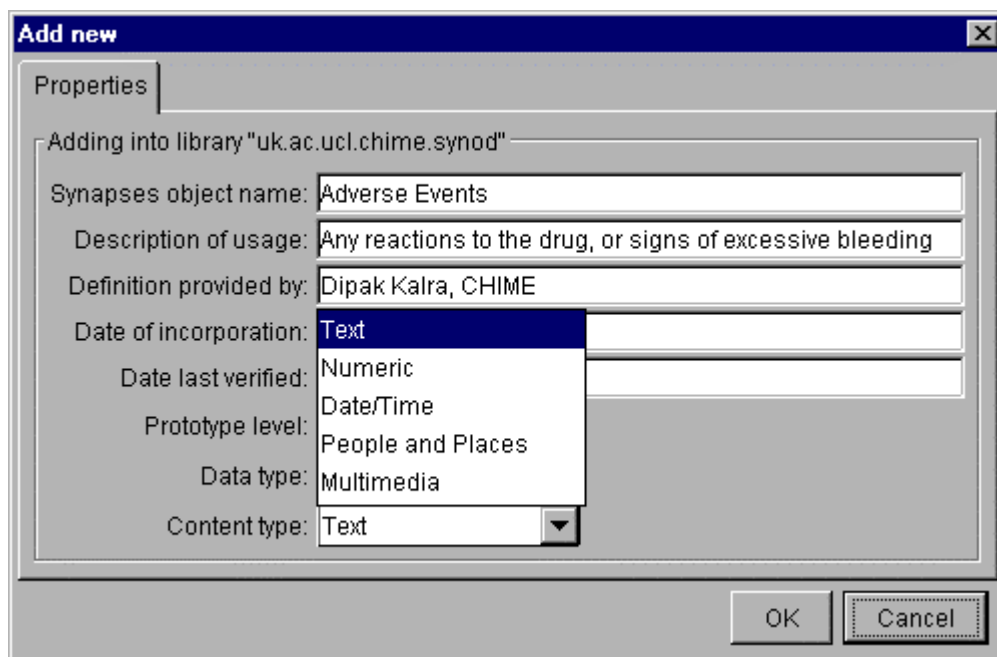 Add new
Properties
Adding into library "uk.ac.ucl.chime.synod"
Synapses object name: Adverse Events
Description of usage: Any reactions to the drug, or signs of excessive bleeding
Definition provided by: Dipak Kalra, CHIME
Date of incorporation: Text
Numeric
Date last verified:
Date/Time
Prototype level:
People and Places
Data type: Multimedia
Content type: Text
OK Cancel